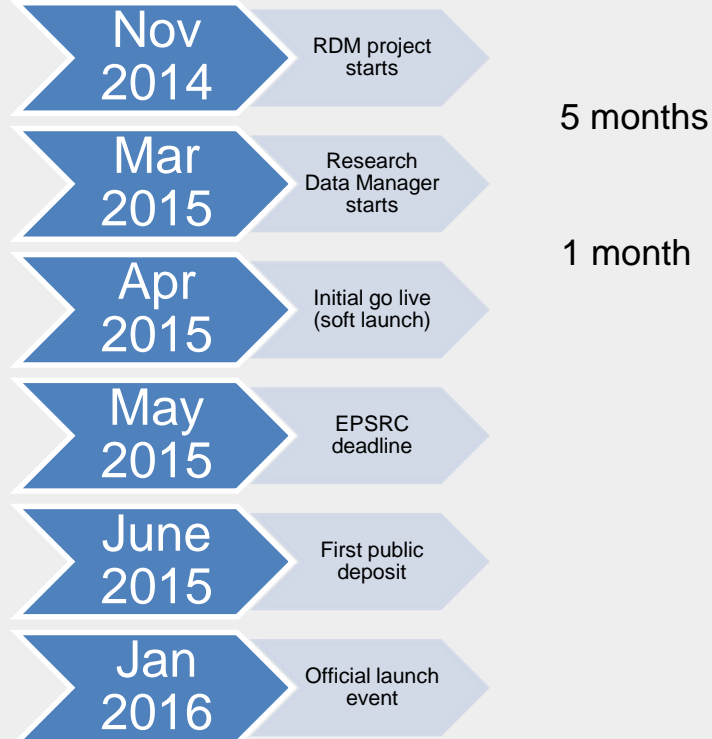 Nov
2014
RDM project
starts
5 months
Mar
2015
Research
Data Manager
starts
1 month
Apr
2015
Initial go live
(soft launch)
May
2015
EPSRC
deadline
June
2015
First public
deposit
Jan
2016
Official launch
event